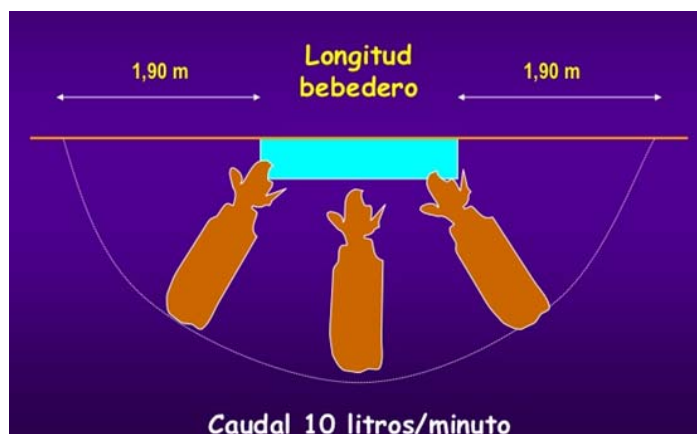 Longitud
bebedero
1,90 m
1,90 m
Caudal 10 litros/minuto